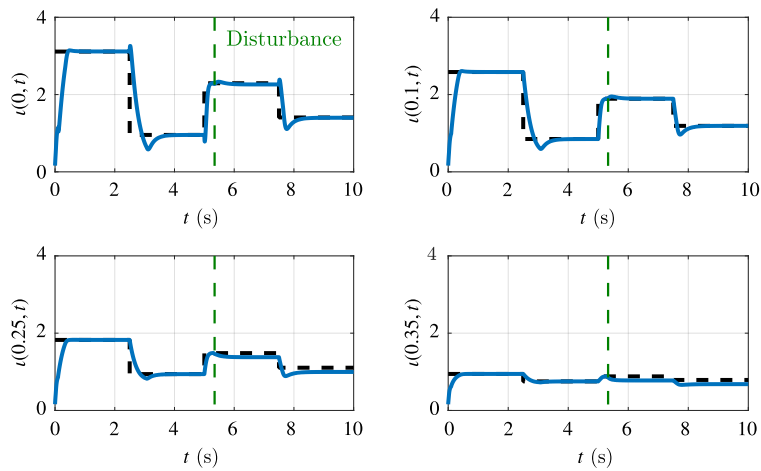 4
2
0
ι(0, t)
Disturbance
0 2 4 6 8 10
t (s)
4
2
0
ι(0.1, t)
0 2 4 6 8 10
t (s)
4
2
0
ι(0.25, t)
0 2 4 6 8 10
t (s)
4
2
0
ι(0.35, t)
0 2 4 6 8 10
t (s)